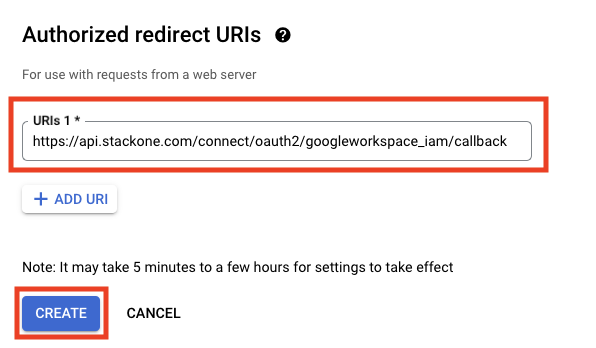 Authorized redirect URIs
For use with requests from a web server
URIs 1 *
https://api.stackone.com/connect/oauth2/googleworkspace_iam/callback
+ ADD URI
Note: It may take 5 minutes to a few hours for settings to take effect
CREATE CANCEL